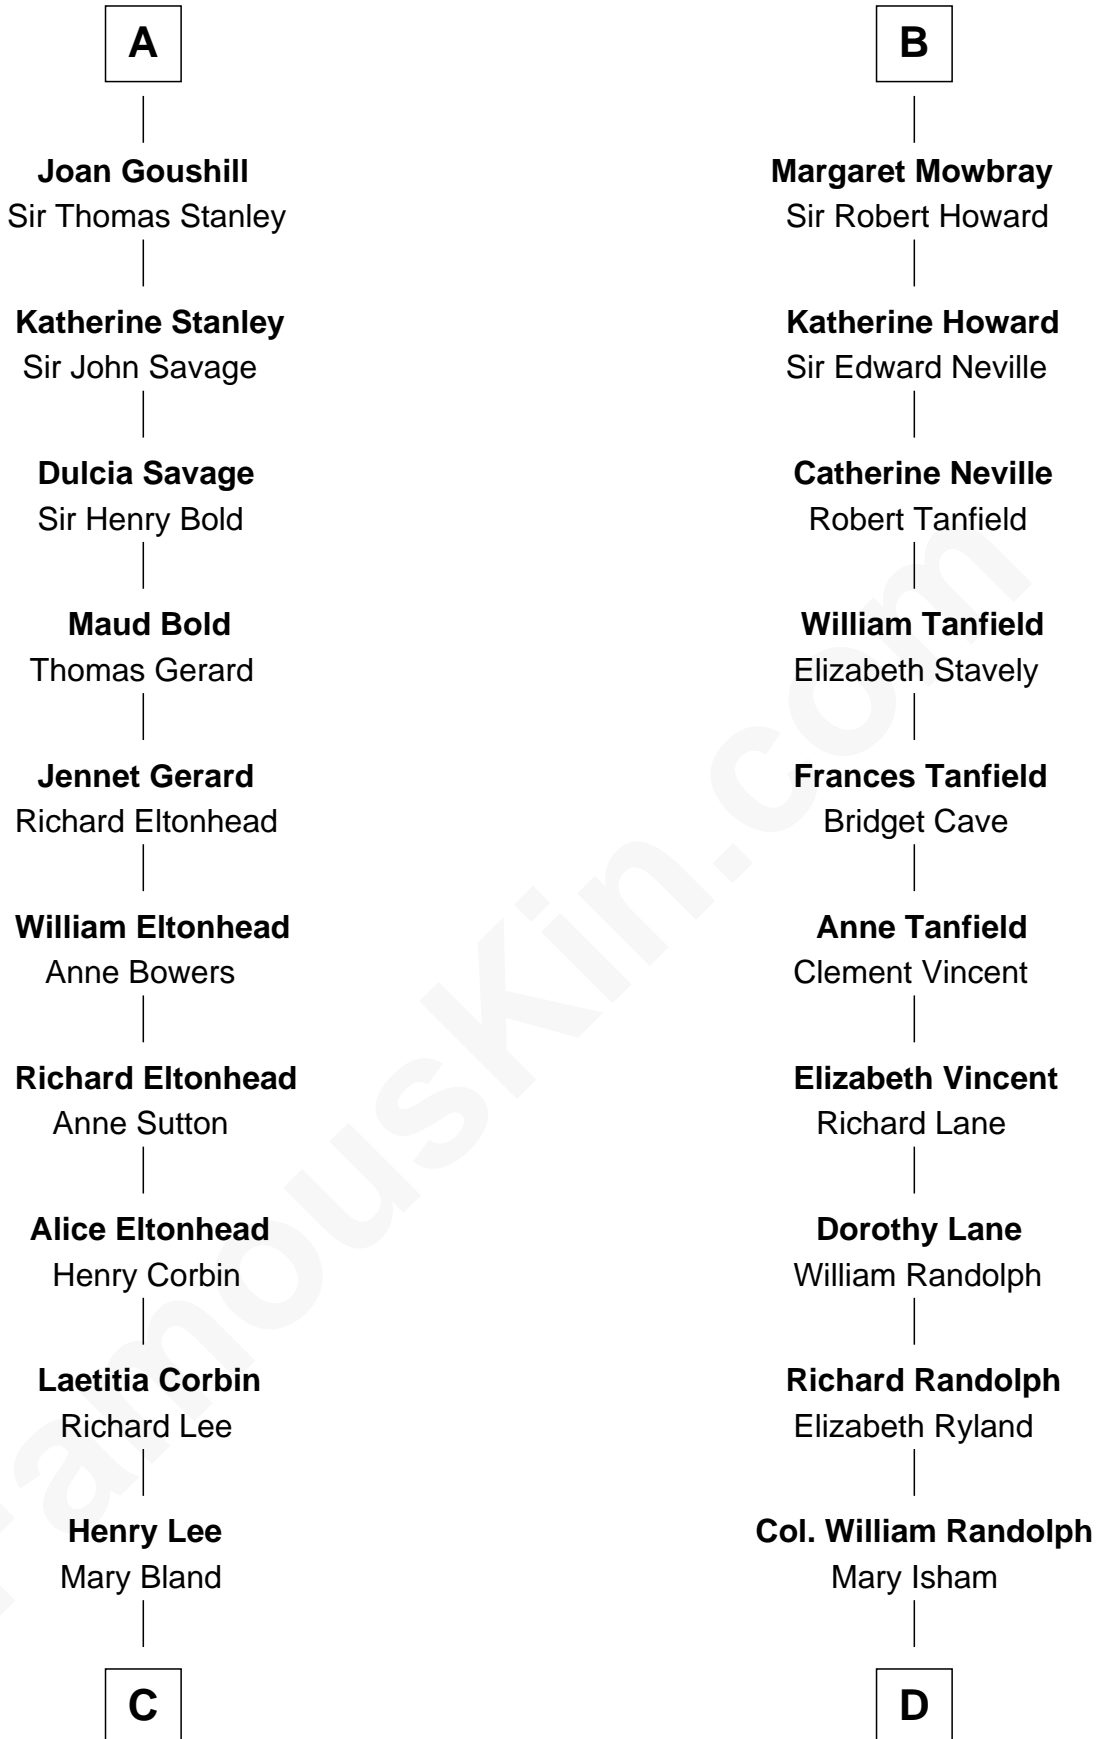 A
Joan Goushill
Sir Thomas Stanley
Katherine Stanley
Sir John Savage
Dulcia Savage
Sir Henry Bold
Maud Bold
Thomas Gerard
Jennet Gerard
Richard Eltonhead
William Eltonhead
Anne Bowers
Richard Eltonhead
Anne Sutton
Alice Eltonhead
Henry Corbin
Laetitia Corbin
Richard Lee
Henry Lee
Mary Bland
C
B
Margaret Mowbray
Sir Robert Howard
Katherine Howard
Sir Edward Neville
Catherine Neville
Robert Tanfield
William Tanfield
Elizabeth Stavely
Frances Tanfield
Bridget Cave
Anne Tanfield
Clement Vincent
Elizabeth Vincent
Richard Lane
Dorothy Lane
William Randolph
Richard Randolph
Elizabeth Ryland
Col. William Randolph
Mary Isham
D
FamousKin.com